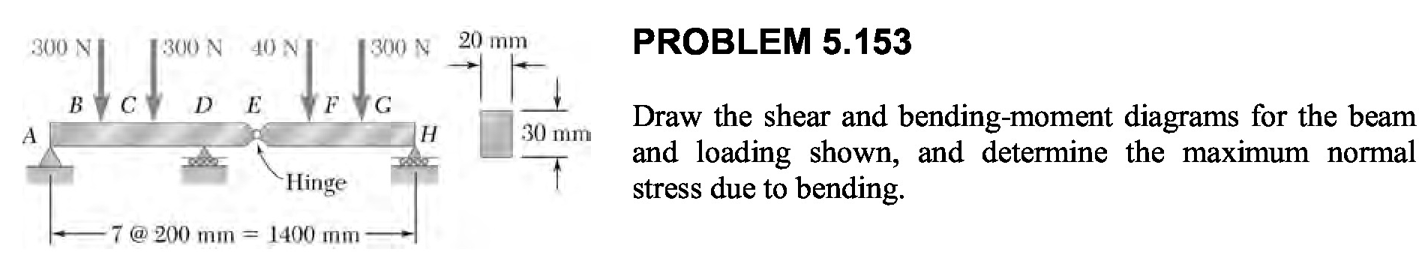 300 N 300 N 40 N 300 N 20 mm
B C D E F G
A H 30 mm
Hinge
7 @ 200 mm = 1400 mm
PROBLEM 5.153
Draw the shear and bending-moment diagrams for the beam
and loading shown, and determine the maximum normal
stress due to bending.